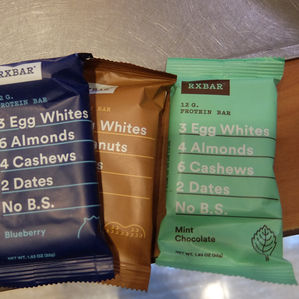 RXBAR
12 G.
PROTEIN BAR
3 Egg Whites
6 Almonds
4 Cashews
2 Dates
No B.S.
Blueberry
NET WT. 1.83 OZ (52g)
Whites
nuts
RXBAR
12 G.
PROTEIN BAR
3 Egg Whites
4 Almonds
6 Cashews
2 Dates
No B.S.
Mint
Chocolate
NET WT. 1.83 OZ (52g)